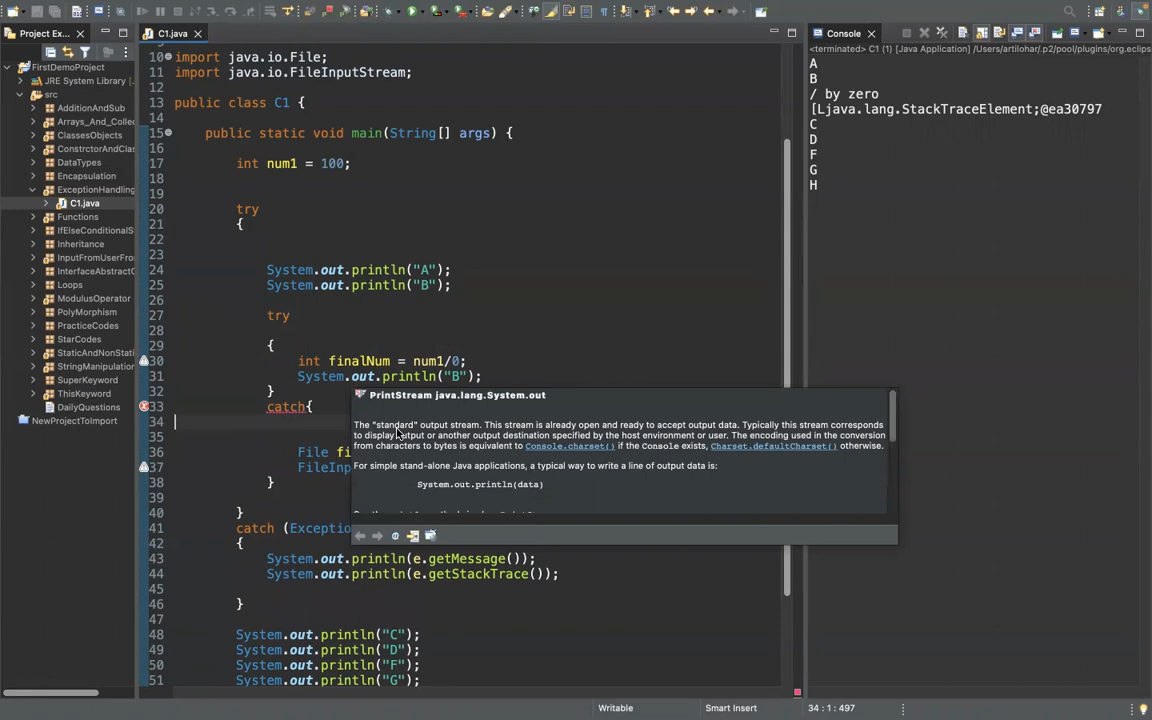 Project Ex...
FirstDemoProject
JRE System Library [
src
AdditionAndSub
Arrays_And_Collec
ClassesObjects
ConstrctorAndClas
DataTypes
Encapsulation
ExceptionHandling
C1.java
Functions
IfElseConditionalS
Inheritance
InputFromUserFro
InterfaceAbstractC
Loops
ModulusOperator
PolyMorphism
PracticeCodes
StarCodes
StaticAndNonStati
StringManipulation
SuperKeyword
ThisKeyword
DailyQuestions
NewProjectToImport
C1.java
10 import java.io.File;
11 import java.io.FileInputStream;
12
13 public class C1 {
14
15 public static void main(String[] args) {
16
17 int num1 = 100;
18
19
20 try
21 {
22
23
24 System.out.println("A");
25 System.out.println("B");
26
27 try
28
29 {
30 int finalNum = num1/0;
31 System.out.println("B");
32 }
33 catch{
34
35
36 File fi
37 FileInp
38 }
39
40 }
41 catch (Exceptio
42 {
43 System.out.println(e.getMessage());
44 System.out.println(e.getStackTrace());
45
46 }
47
48 System.out.println("C");
49 System.out.println("D");
50 System.out.println("F");
51 System.out.println("G");
PrintStream java.lang.System.out
The "standard" output stream. This stream is already open and ready to accept output data. Typically this stream corresponds
to display output or another output destination specified by the host environment or user. The encoding used in the conversion
from characters to bytes is equivalent to Console.charset() if the Console exists, Charset.defaultCharset() otherwise.
For simple stand-alone Java applications, a typical way to write a line of output data is:
System.out.println(data)
Console
<terminated> C1 (1) [Java Application] /Users/artilohar/.p2/pool/plugins/org.eclips
A
B
/ by zero
[Ljava.lang.StackTraceElement;@ea30797
C
D
F
G
H
Writable
Smart Insert
34 : 1 : 497